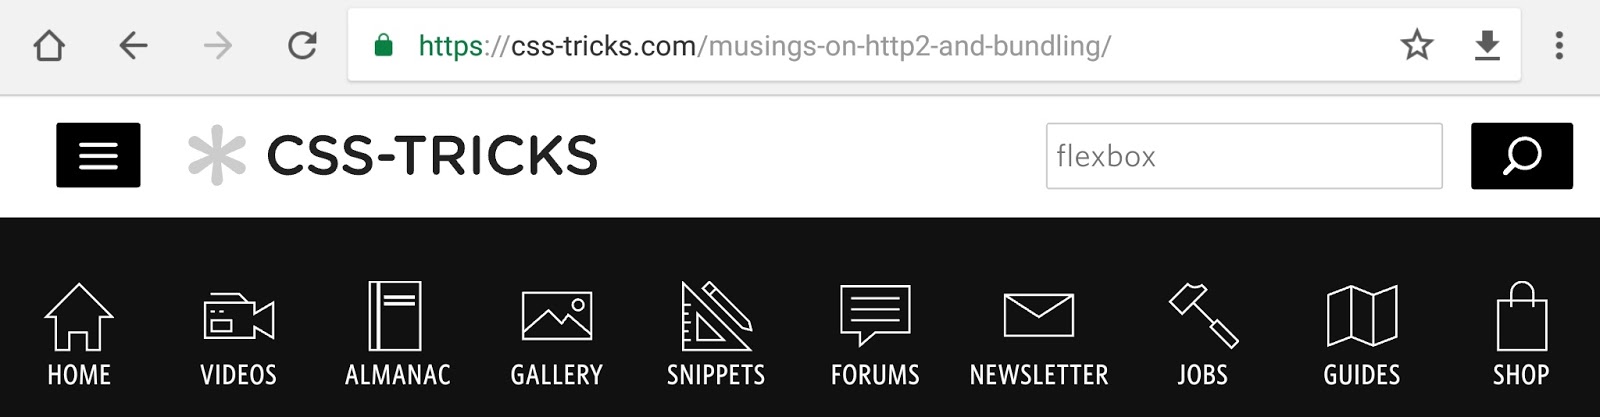 https://css-tricks.com/musings-on-http2-and-bundling/
CSS-TRICKS
flexbox
HOME VIDEOS ALMANAC GALLERY SNIPPETS FORUMS NEWSLETTER JOBS GUIDES SHOP